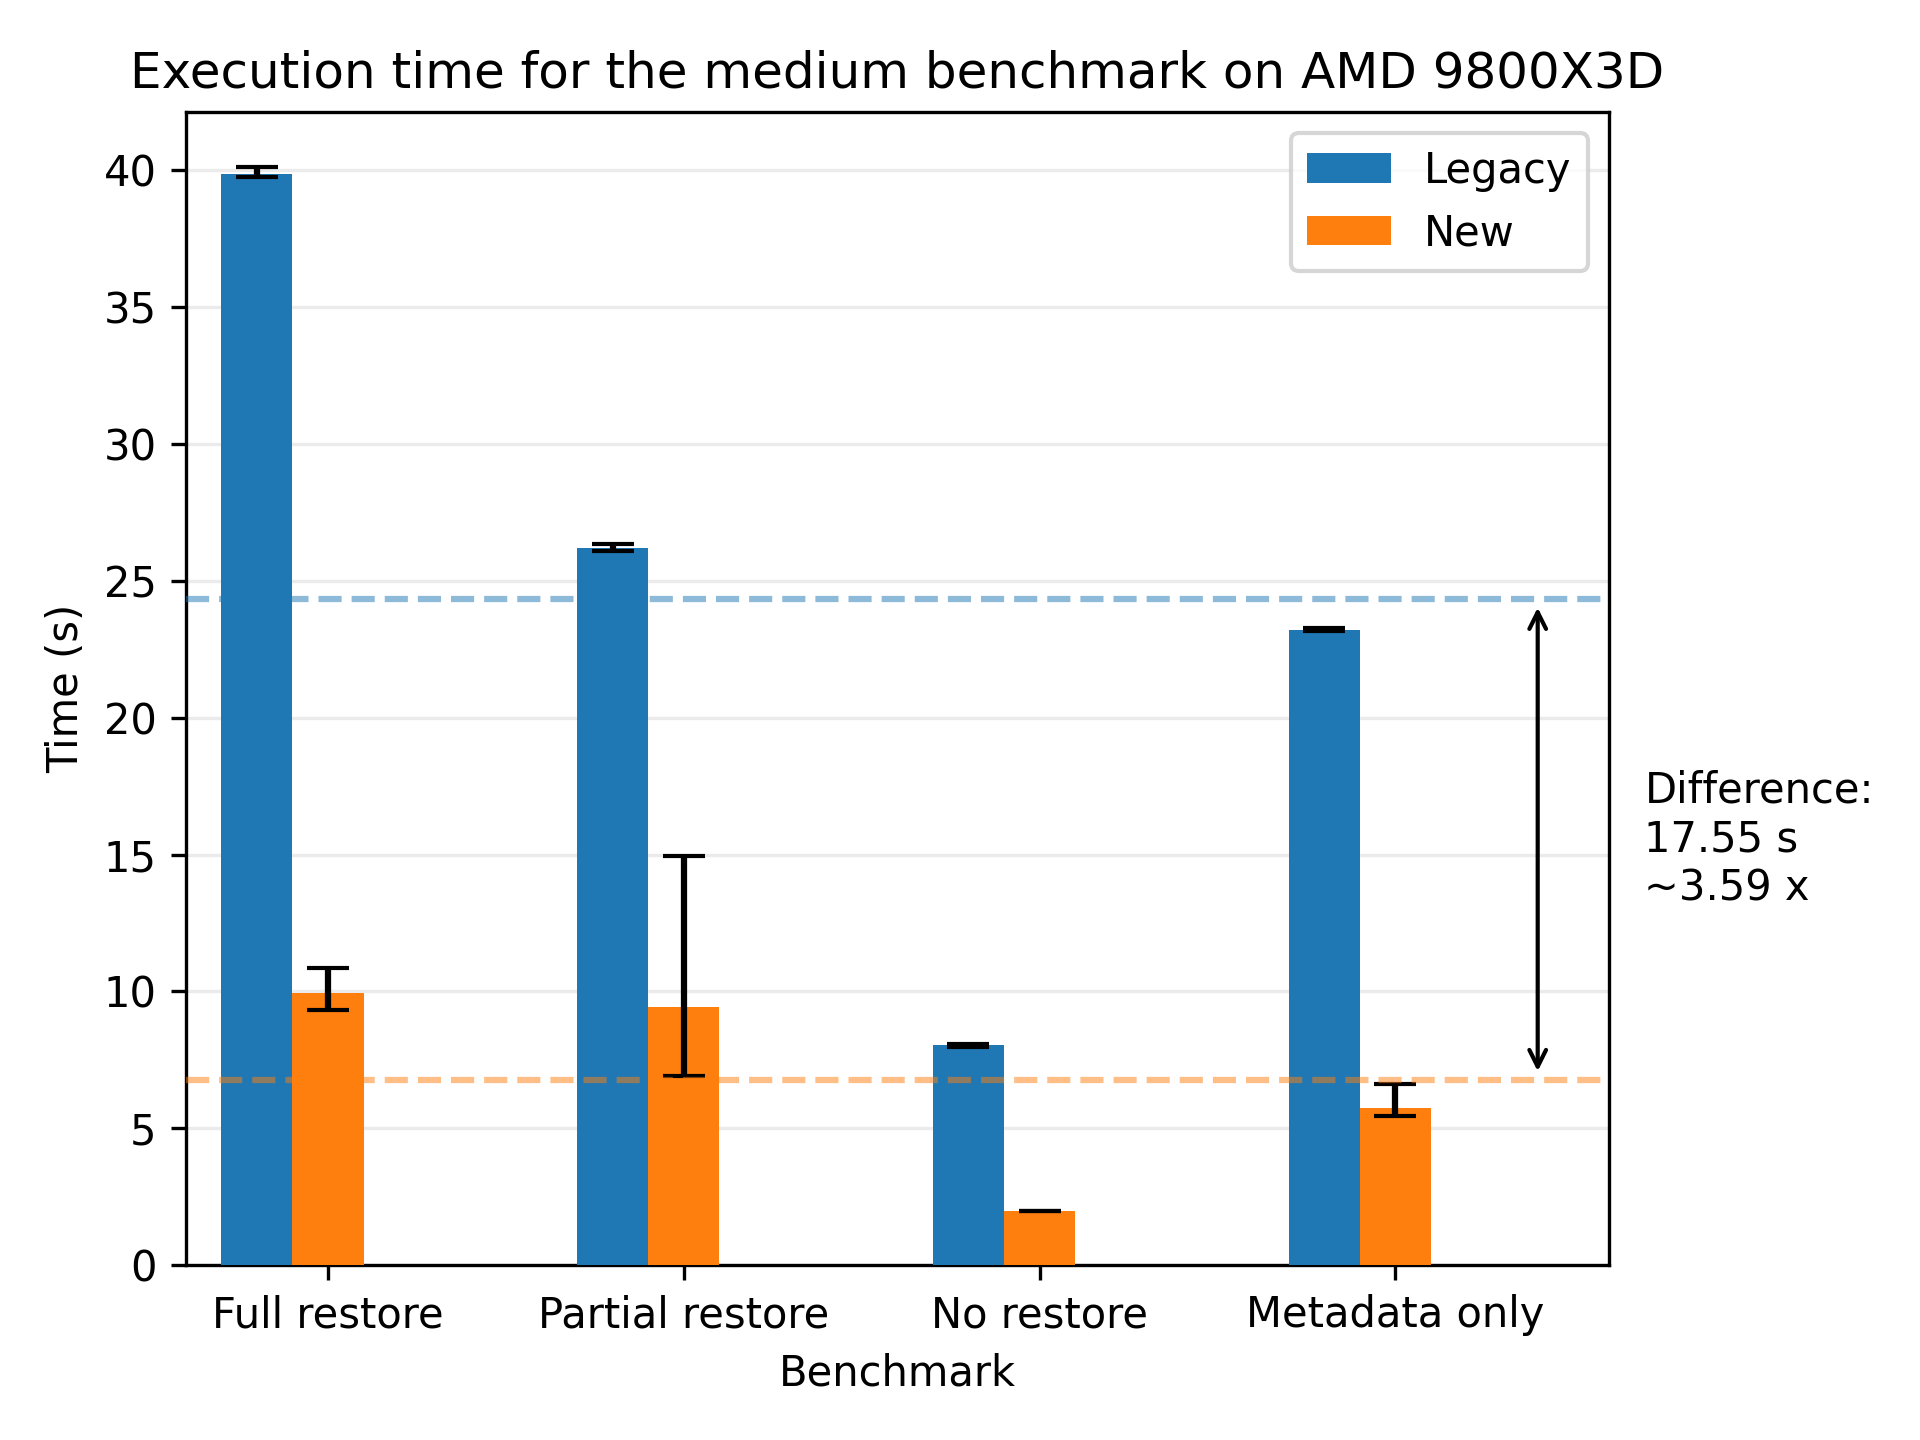 Execution time for the medium benchmark on AMD 9800X3D
Legacy
New
40
35
30
25
20
15
10
5
0
Time (s)
Difference:
17.55 s
~3.59 x
Full restore
Partial restore
No restore
Metadata only
Benchmark